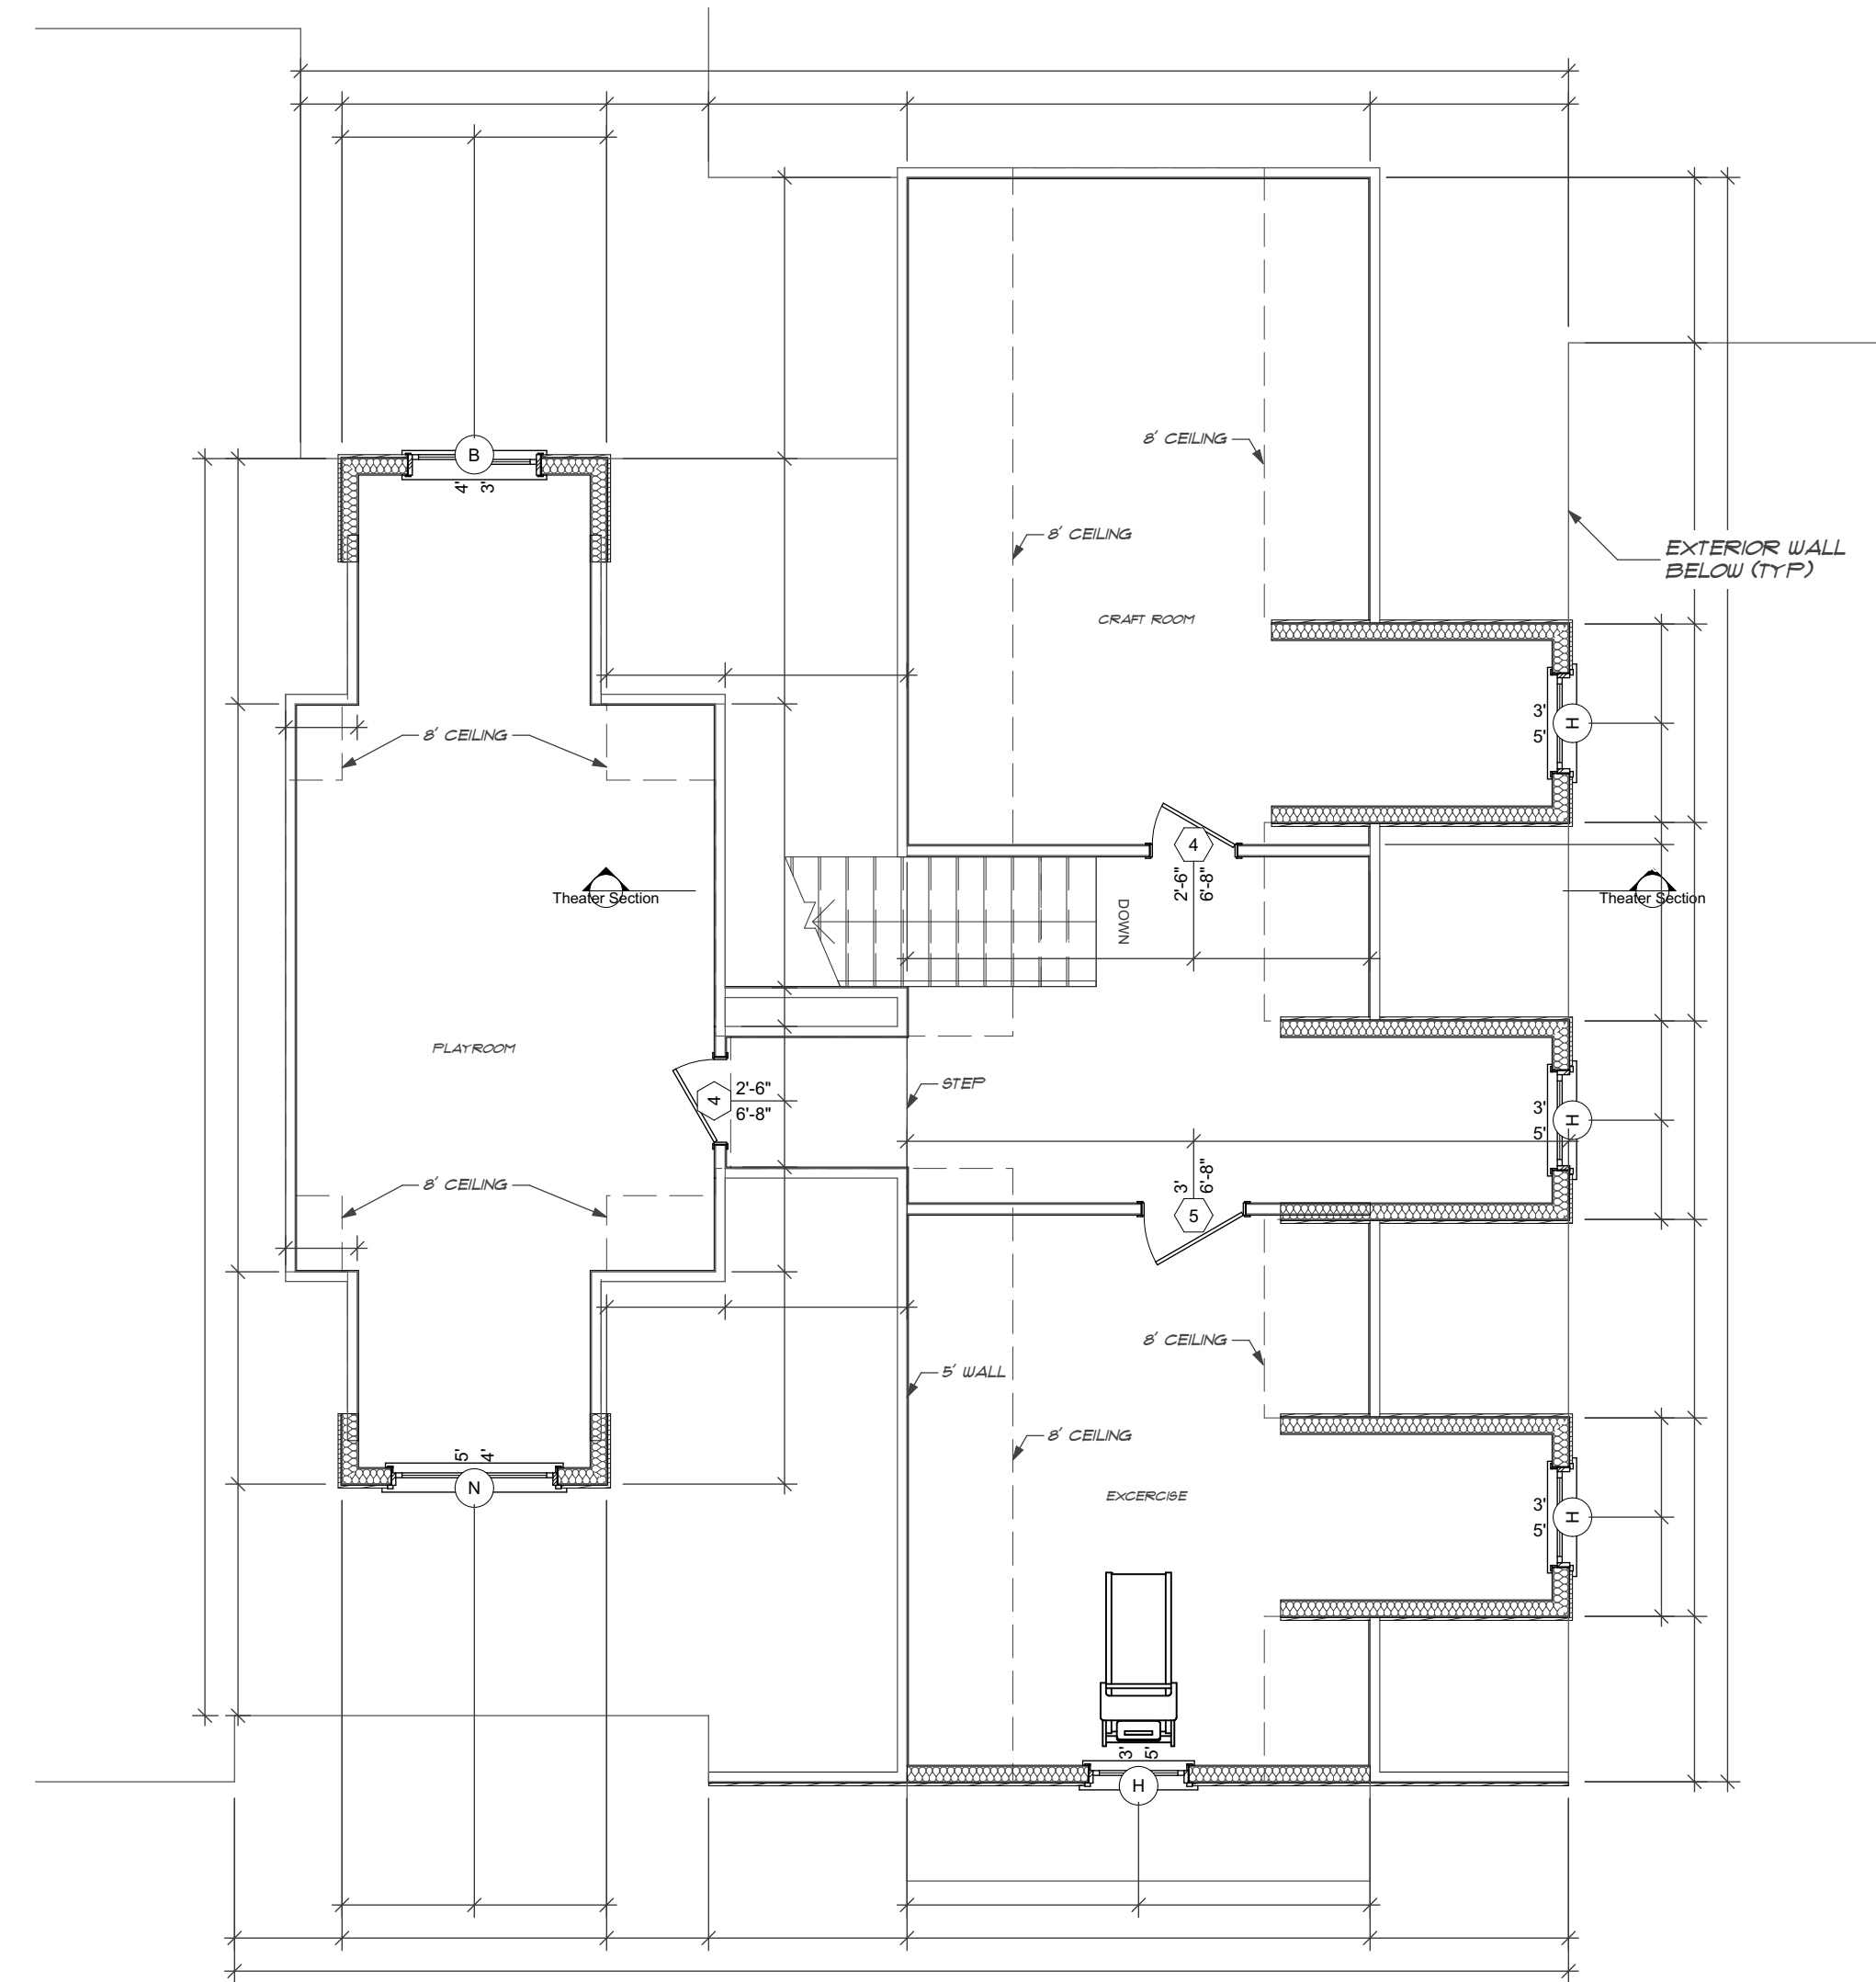 B
4'
3'
8' CEILING
8' CEILING
EXTERIOR WALL
BELOW (TYP)
CRAFT ROOM
3'
5'
H
8' CEILING
4
2'-6"
6'-8"
Theater Section
Theater Section
DOWN
PLAYROOM
STEP
4
2'-6"
6'-8"
3'
5'
H
8' CEILING
3'
6'-8"
5
8' CEILING
5' WALL
8' CEILING
5'
4'
N
EXCERCISE
3'
5'
H
3'
5'
H